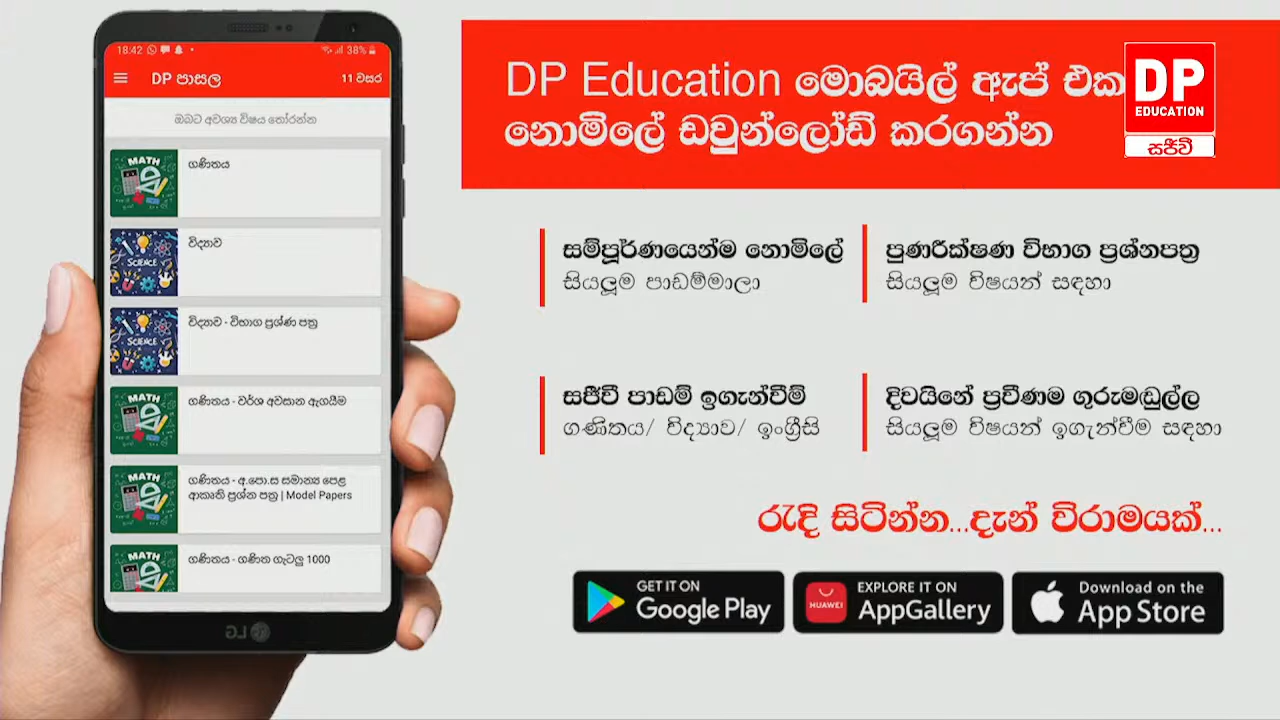 18:42
38%
DP පාසල
11 වසර
ඔබට අවශ්‍ය විෂය තෝරන්න
MATH
ගණිතය
SCIENCE
විද්‍යාව
SCIENCE
විද්‍යාව - විභාග ප්‍රශ්ණ පත්‍ර
MATH
ගණිතය - වර්ශ අවසාන ඇගයීම
MATH
ගණිතය - අ.පො.ස සමාන්‍ය පෙළ
ආකෘති ප්‍රශ්න පත්‍ර | Model Papers
MATH
ගණිතය - ගණිත ගැටලු 1000
LG
DP Education මොබයිල් ඇප් එක
නොමිලේ ඩවුන්ලෝඩ් කරගන්න
DP
EDUCATION
සජීවී
සම්පූර්ණයෙන්ම නොමිලේ
සියලූම පාඩම්මාලා
පුණරීක්ෂණ විභාග ප්‍රශ්නපත්‍ර
සියලූම විෂයන් සඳහා
සජීවී පාඩම් ඉගැන්වීම්
ගණිතය/ විද්‍යාව/ ඉංග්‍රීසි
දිවයිනේ ප්‍රවීණම ගුරුමඬුල්ල
සියලූම විෂයන් ඉගැන්වීම සඳහා
රැඳි සිටින්න...දැන් විරාමයක්...
GET IT ON
Google Play
HUAWEI
EXPLORE IT ON
AppGallery
Download on the
App Store